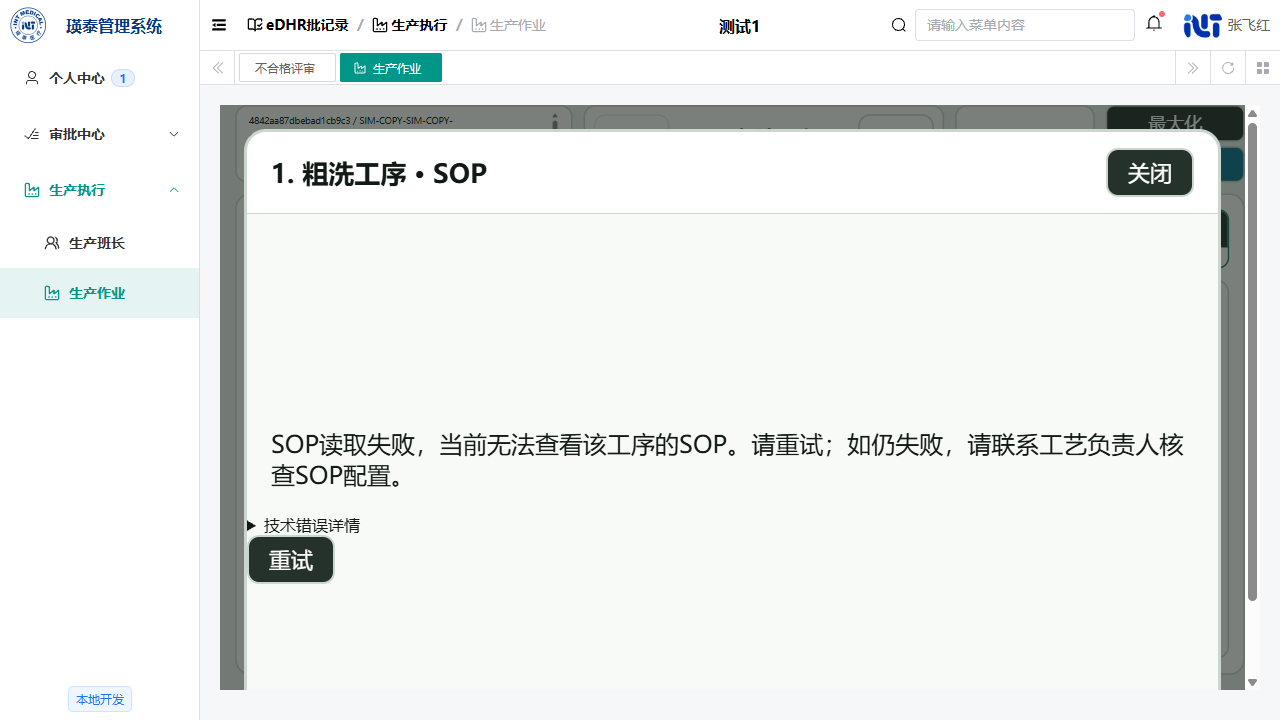 瑛泰管理系统
eDHR批记录 / 生产执行 / 生产作业
测试1
请输入菜单内容
张飞红
不合格评审
生产作业
个人中心 1
审批中心
生产执行
生产班长
生产作业
本地开发
4842aa87dbebad1cb9c3 / SIM-COPY-SIM-COPY-
最大化
1. 粗洗工序 • SOP
关闭
SOP读取失败，当前无法查看该工序的SOP。请重试；如仍失败，请联系工艺负责人核
查SOP配置。
技术错误详情
重试